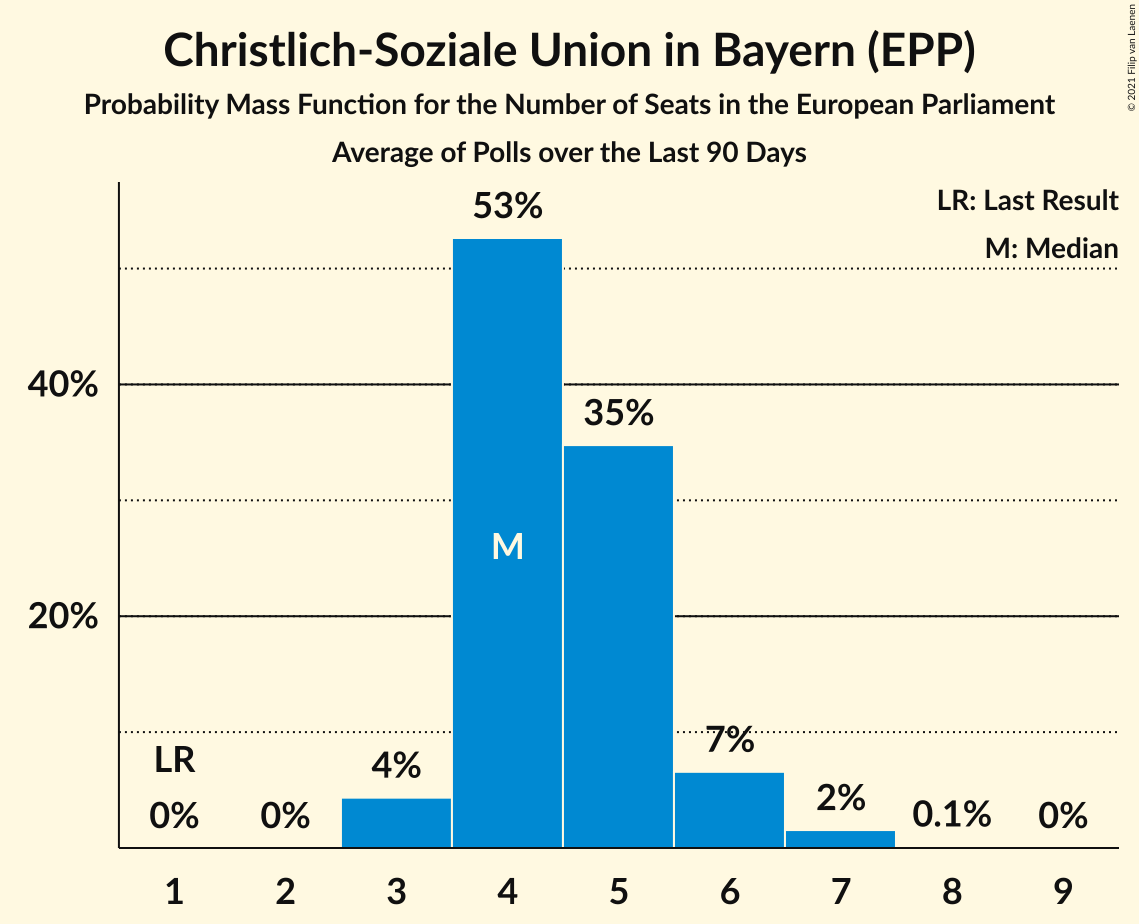 Christlich-Soziale Union in Bayern (EPP)
Probability Mass Function for the Number of Seats in the European Parliament
Average of Polls over the Last 90 Days
© 2021 Filip van Laenen
LR: Last Result
M: Median
53%
40%
35%
M
20%
LR
0%
0%
4%
7%
2%
0.1%
0%
1 2 3 4 5 6 7 8 9